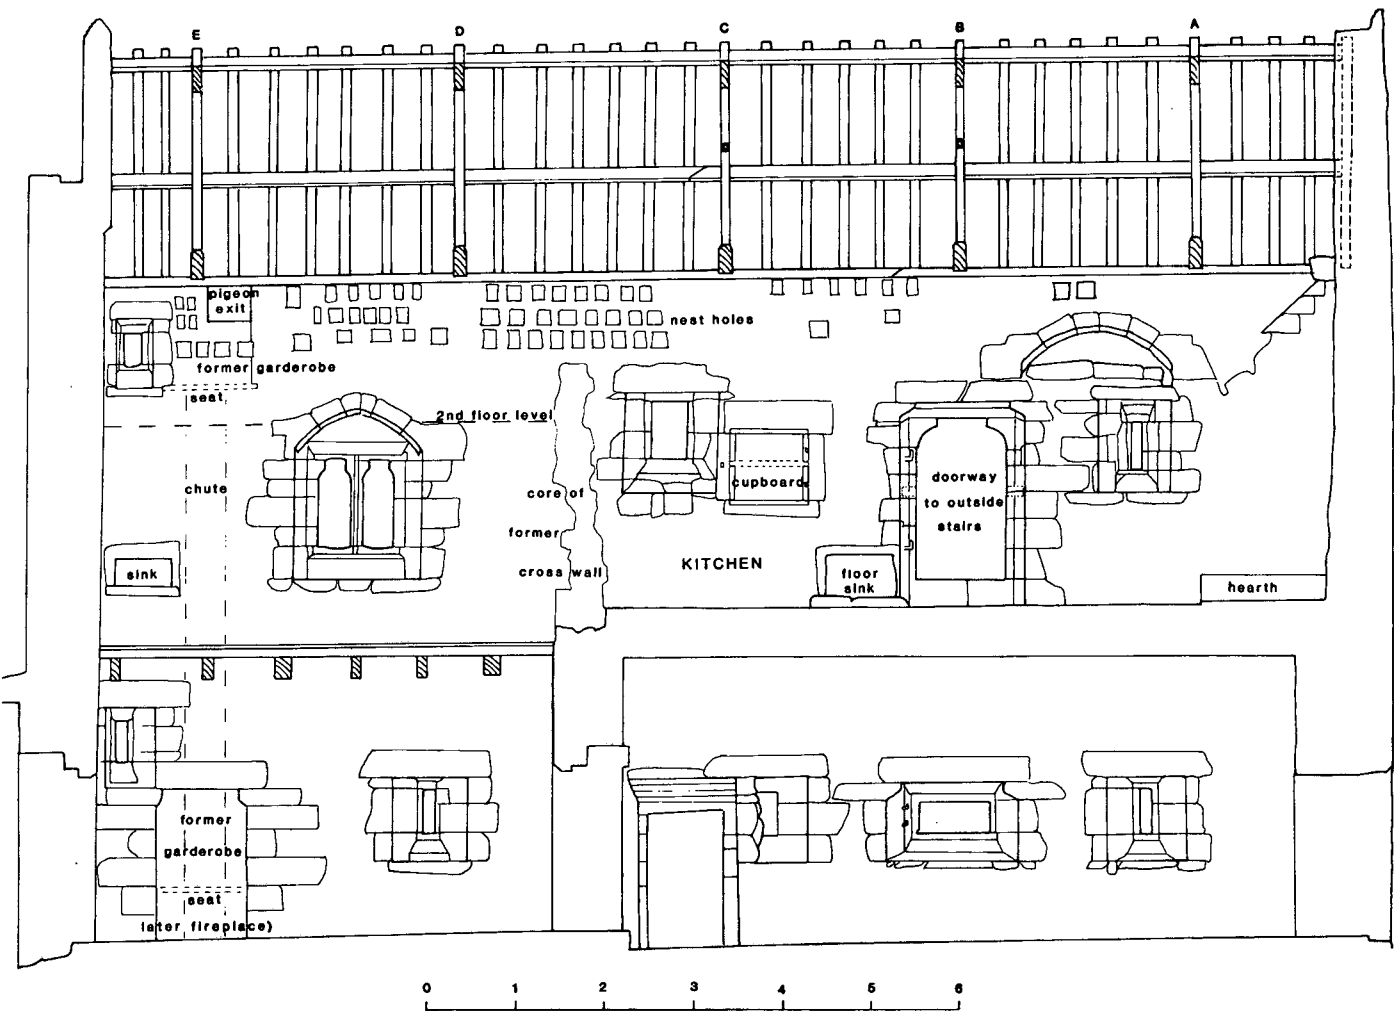 E D C B A
pigeon
exit
nest holes
former garderobe
seat
2nd floor level
chute
core of
former
cross wall
cupboard
doorway
to outside
stairs
KITCHEN
sink
floor
sink
hearth
former
garderobe
seat
later fireplace)
0 1 2 3 4 5 6